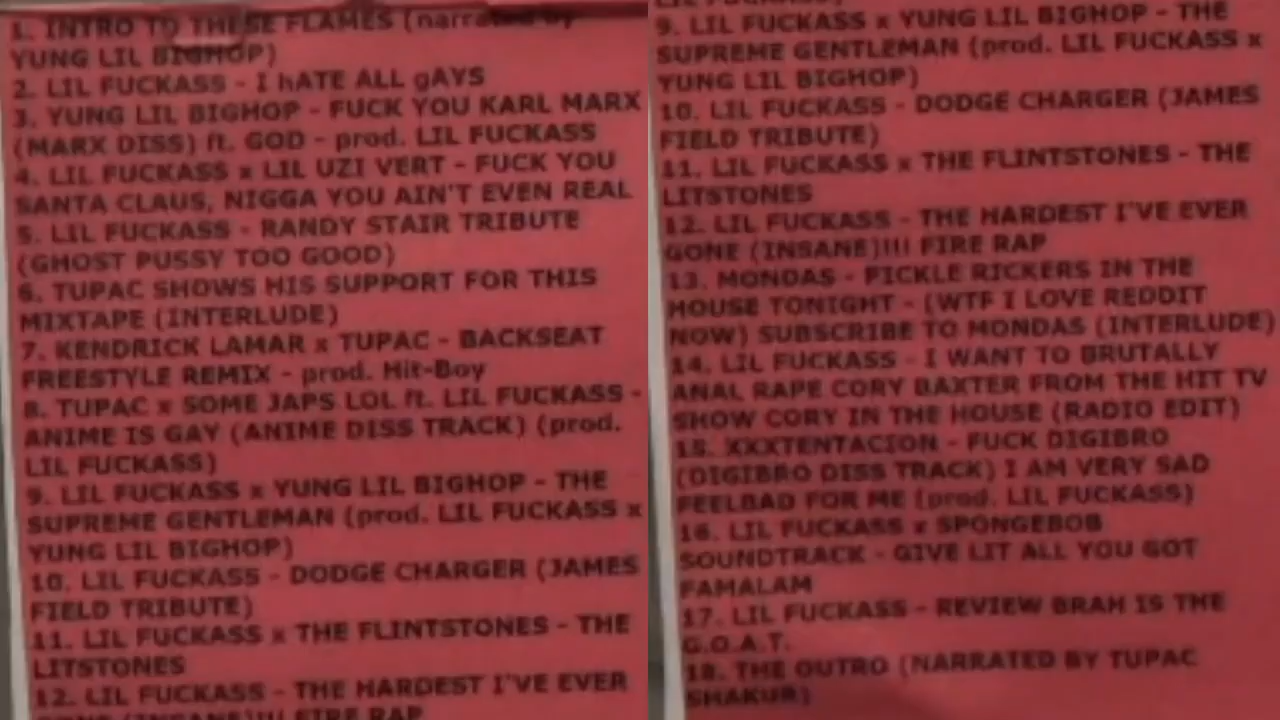 1. INTRO TO THESE FLAMES (narrated by
YUNG LIL BIGHOP)
2. LIL FUCKASS - I hATE ALL gAYS
3. YUNG LIL BIGHOP - FUCK YOU KARL MARX
(MARX DISS) ft. GOD - prod. LIL FUCKASS
4. LIL FUCKASS x LIL UZI VERT - FUCK YOU
SANTA CLAUS, NIGGA YOU AIN'T EVEN REAL
5. LIL FUCKASS - RANDY STAIR TRIBUTE
(GHOST PUSSY TOO GOOD)
6. TUPAC SHOWS HIS SUPPORT FOR THIS
MIXTAPE (INTERLUDE)
7. KENDRICK LAMAR x TUPAC - BACKSEAT
FREESTYLE REMIX - prod. Hit-Boy
8. TUPAC x SOME JAPS LOL ft. LIL FUCKASS -
ANIME IS GAY (ANIME DISS TRACK) (prod.
LIL FUCKASS)
9. LIL FUCKASS x YUNG LIL BIGHOP - THE
SUPREME GENTLEMAN (prod. LIL FUCKASS x
YUNG LIL BIGHOP)
10. LIL FUCKASS - DODGE CHARGER (JAMES
FIELD TRIBUTE)
11. LIL FUCKASS x THE FLINTSTONES - THE
LITSTONES
12. LIL FUCKASS - THE HARDEST I'VE EVER
GONE (INSANE)!!! FIRE RAP
LIL FUCKASS)
9. LIL FUCKASS x YUNG LIL BIGHOP - THE
SUPREME GENTLEMAN (prod. LIL FUCKASS x
YUNG LIL BIGHOP)
10. LIL FUCKASS - DODGE CHARGER (JAMES
FIELD TRIBUTE)
11. LIL FUCKASS x THE FLINTSTONES - THE
LITSTONES
12. LIL FUCKASS - THE HARDEST I'VE EVER
GONE (INSANE)!!! FIRE RAP
13. MONDAS - PICKLE RICKERS IN THE
HOUSE TONIGHT - (WTF I LOVE REDDIT
NOW) SUBSCRIBE TO MONDAS (INTERLUDE)
14. LIL FUCKASS - I WANT TO BRUTALLY
ANAL RAPE CORY BAXTER FROM THE HIT TV
SHOW CORY IN THE HOUSE (RADIO EDIT)
15. XXXTENTACION - FUCK DIGIBRO
(DIGIBRO DISS TRACK) I AM VERY SAD
FEELBAD FOR ME (prod. LIL FUCKASS)
16. LIL FUCKASS x SPONGEBOB
SOUNDTRACK - GIVE LIT ALL YOU GOT
FAMALAM
17. LIL FUCKASS - REVIEW BRAH IS THE
G.O.A.T.
18. THE OUTRO (NARRATED BY TUPAC
SHAKUR)